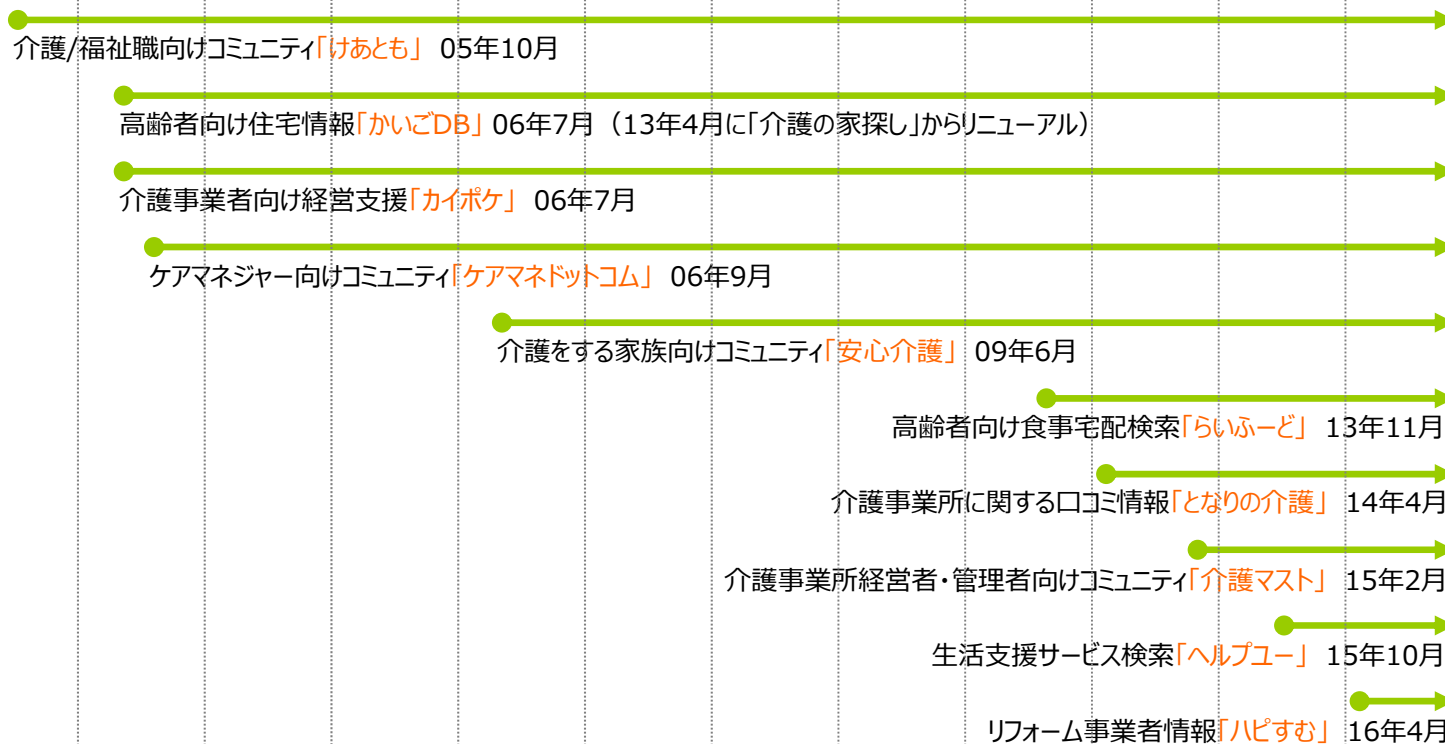 介護/福祉職向けコミュニティ「けあとも」 05年10月
高齢者向け住宅情報「かいごDB」 06年7月（13年4月に「介護の家探し」からリニューアル）
介護事業者向け経営支援「カイポケ」 06年7月
ケアマネジャー向けコミュニティ「ケアマネドットコム」 06年9月
介護をする家族向けコミュニティ「安心介護」 09年6月
高齢者向け食事宅配検索「らいふーど」 13年11月
介護事業所に関する口コミ情報「となりの介護」 14年4月
介護事業所経営者・管理者向けコミュニティ「介護マスト」 15年2月
生活支援サービス検索「ヘルプユー」 15年10月
リフォーム事業者情報「ハピすむ」 16年4月